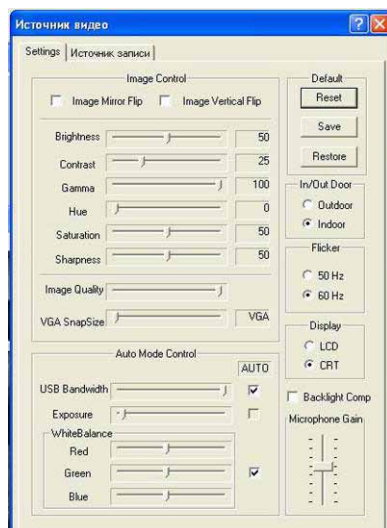 Источник видео
Settings Источник записи
Image Control
Image Mirror Flip Image Vertical Flip
Brightness 50
Contrast 25
Gamma 100
Hue 0
Saturation 50
Sharpness 50
Image Quality
VGA SnapSize VGA
Auto Mode Control
AUTO
USB Bandwidth
Exposure
WhiteBalance
Red
Green
Blue
Default
Reset
Save
Restore
In/Out Door
Outdoor
Indoor
Flicker
50 Hz
60 Hz
Display
LCD
CRT
Backlight Comp
Microphone Gain